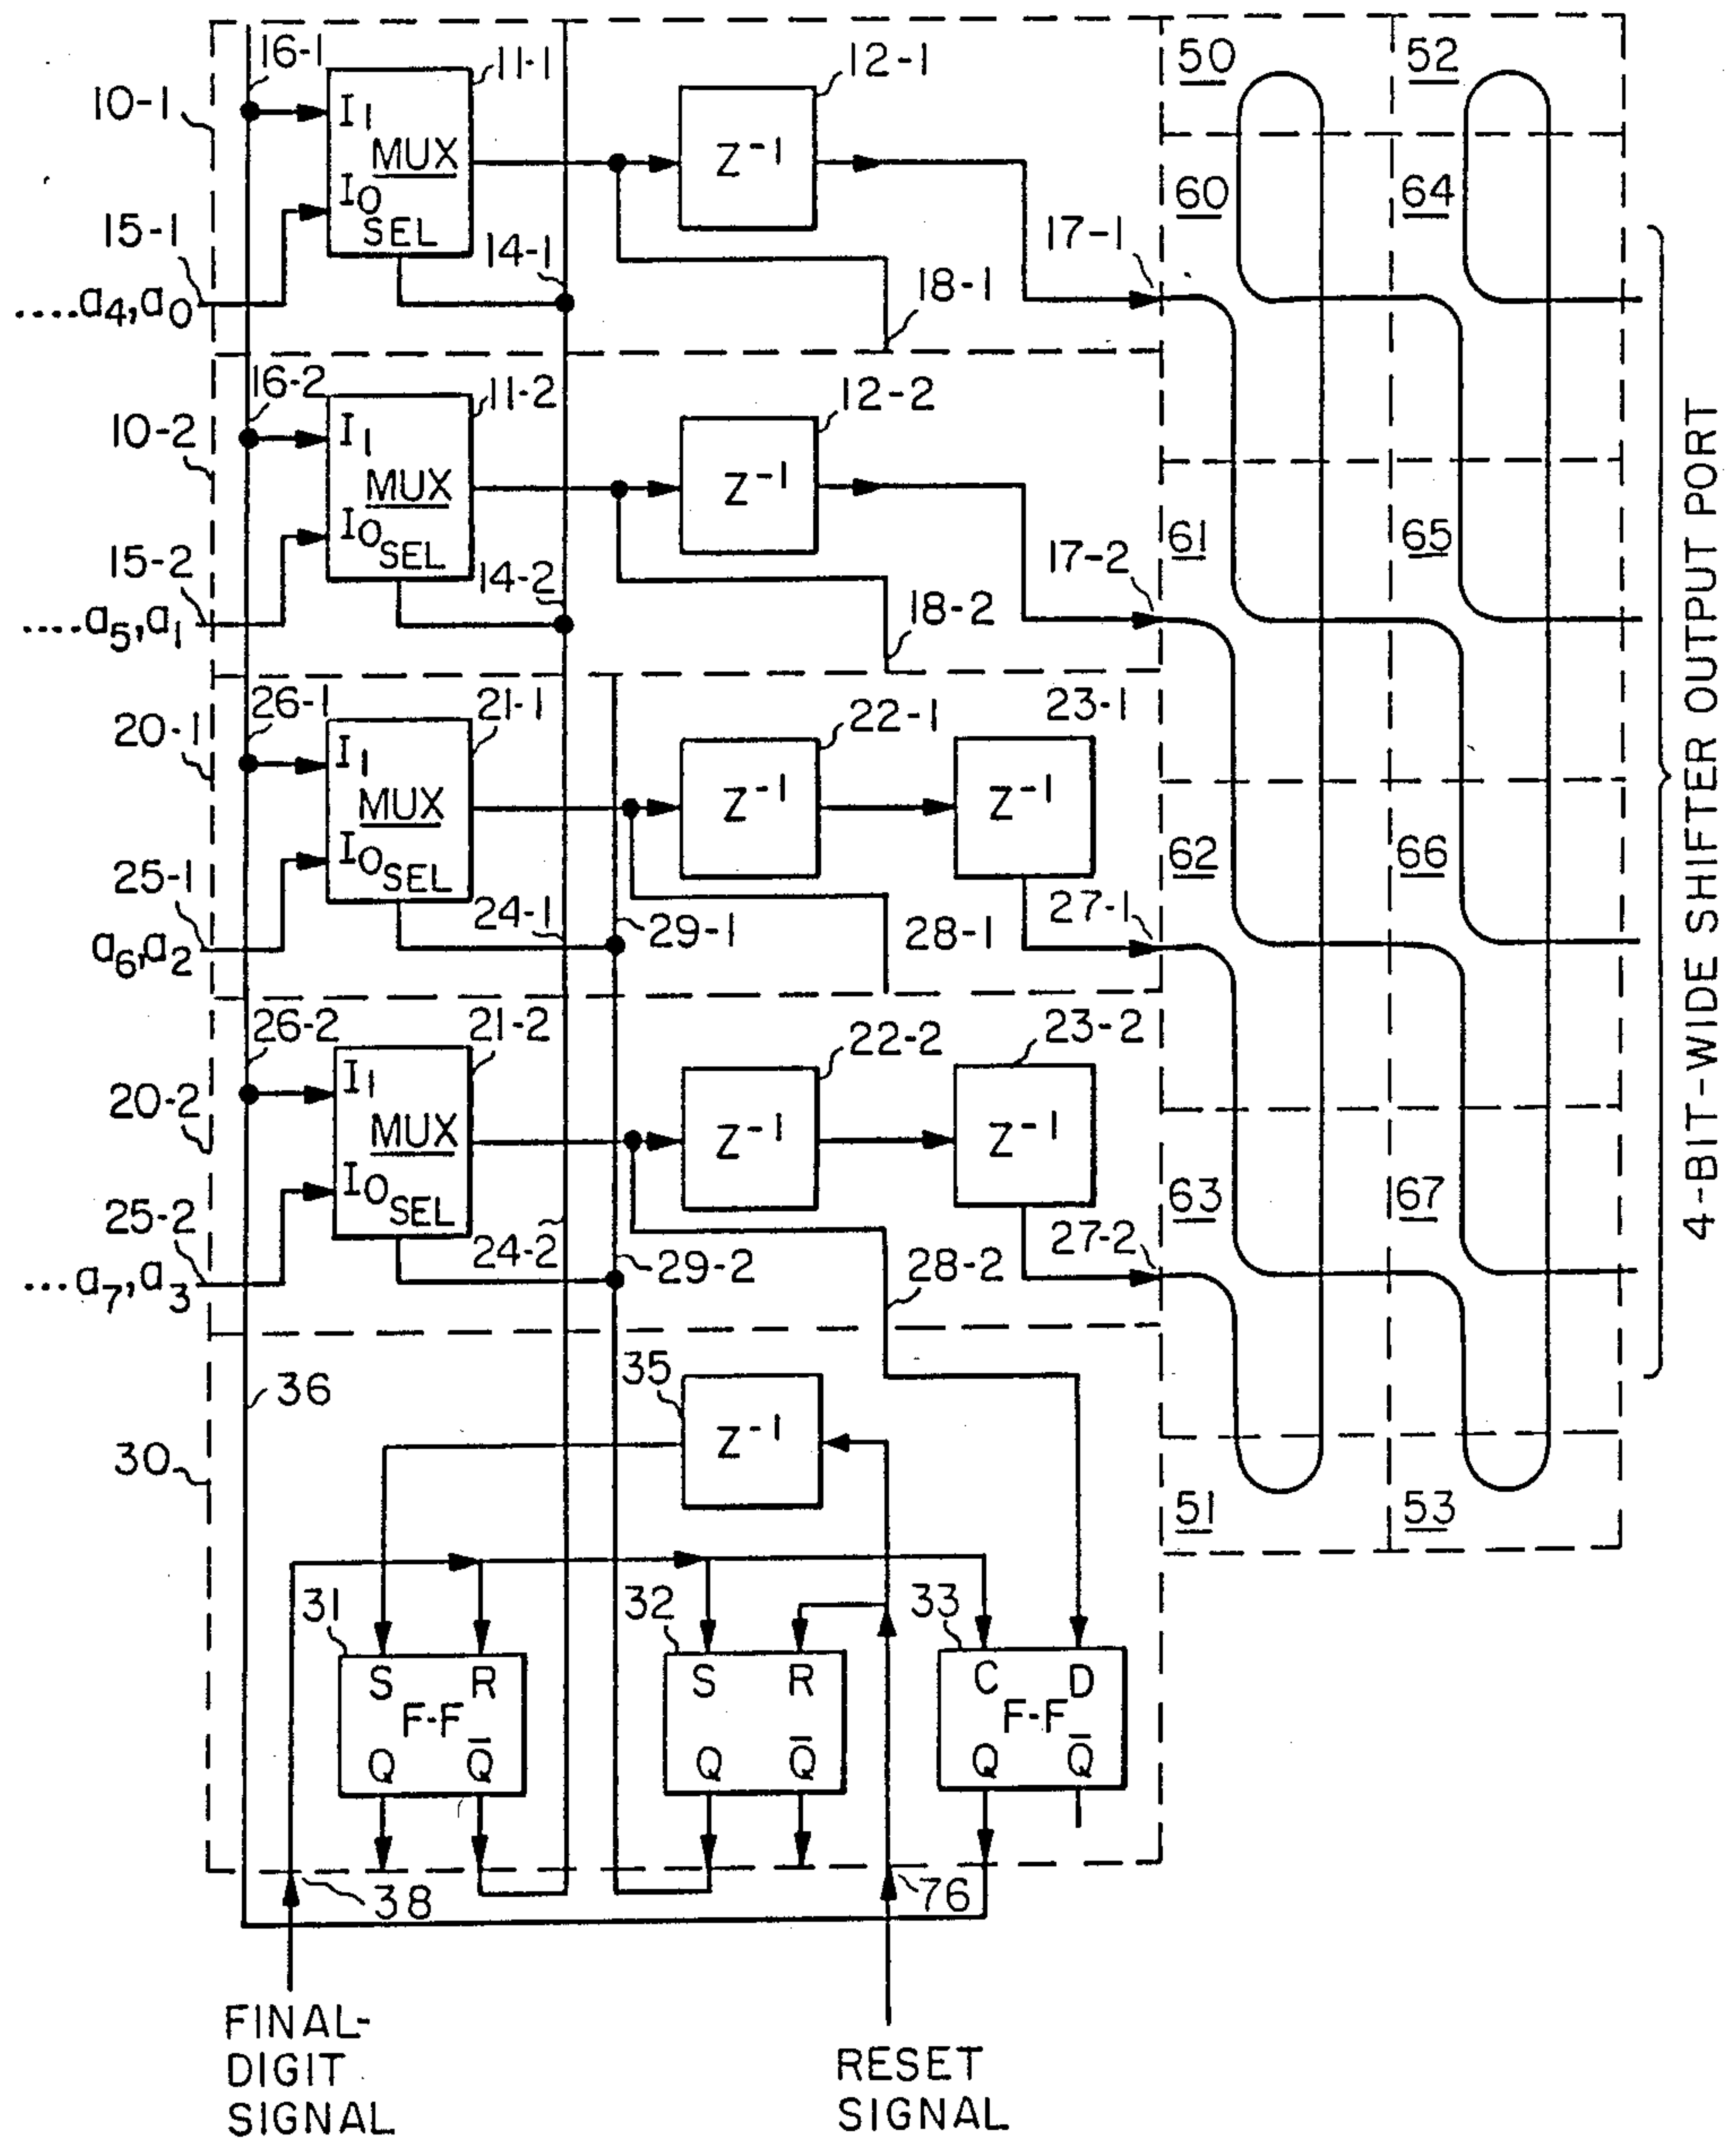 16-1
11-1
12-1
50
52
10-1
I1
MUX
Z⁻¹
I0
SEL
60
64
15-1
14-1
17-1
18-1
....a4,a0
16-2
11-2
12-2
10-2
I1
MUX
Z⁻¹
I0
SEL
61
65
15-2
14-2
17-2
18-2
....a5,a1
26-1
21-1
22-1
23-1
20-1
I1
MUX
Z⁻¹
Z⁻¹
I0
SEL
62
66
25-1
24-1
29-1
28-1
27-1
a6,a2
26-2
21-2
22-2
23-2
20-2
I1
MUX
Z⁻¹
Z⁻¹
I0
SEL
63
67
25-2
24-2
29-2
28-2
27-2
...a7,a3
4-BIT-WIDE SHIFTER OUTPUT PORT
36
35
Z⁻¹
30
51
53
31
32
33
S R
F-F
Q Q̅
S R
Q Q̅
C D
F-F
Q Q̅
38
76
FINAL-
DIGIT
SIGNAL
RESET
SIGNAL